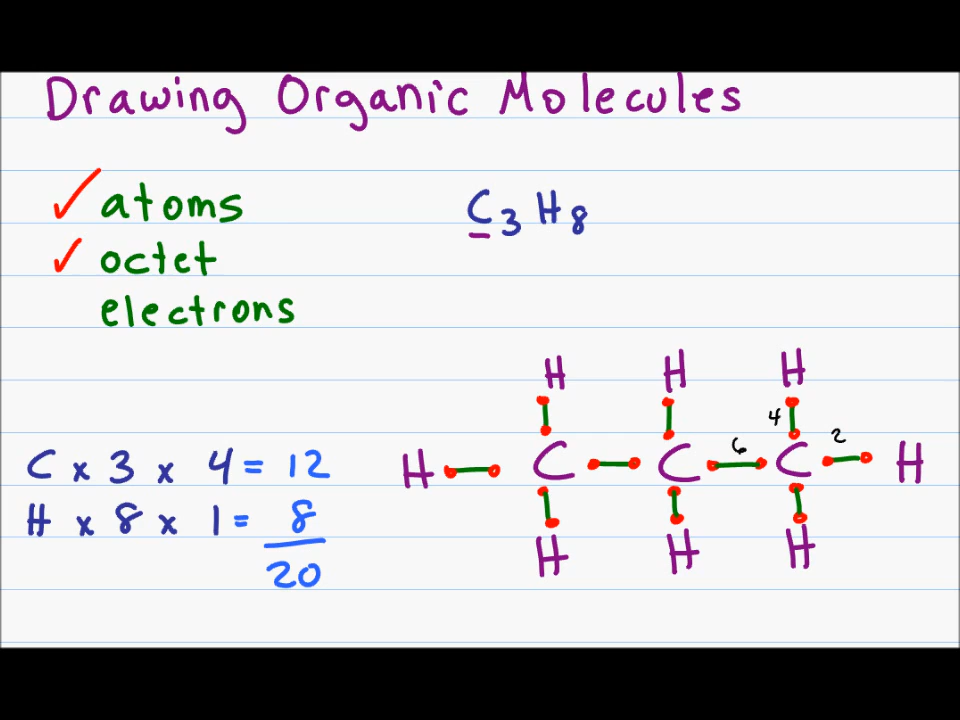 Drawing Organic Molecules
✓ atoms
✓ octet
electrons
C₃H₈
C x 3 x 4 = 12
H x 8 x 1 = 8
20
H H H
4 6 2
H C C C H
H H H